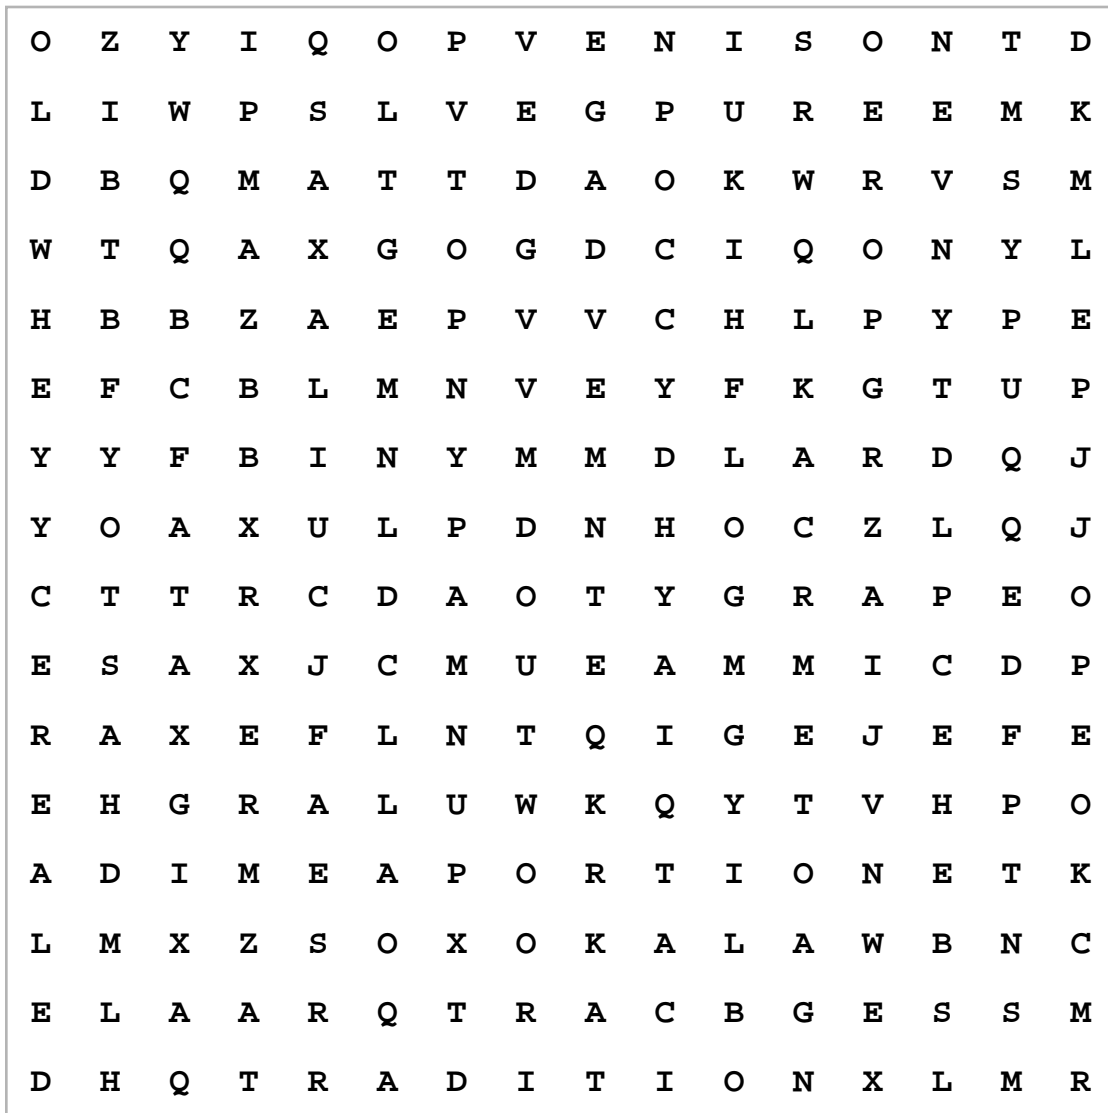 O Z Y I Q O P V E N I S O N T D
L I W P S L V E G P U R E E M K
D B Q M A T T D A O K W R V S M
W T Q A X G O G D C I Q O N Y L
H B B Z A E P V V C H L P Y P E
E F C B L M N V E Y F K G T U P
Y Y F B I N Y M M D L A R D Q J
Y O A X U L P D N H O C Z L Q J
C T T R C D A O T Y G R A P E O
E S A X J C M U E A M M I C D P
R A X E F L N T Q I G E J E F E
E H G R A L U W K Q Y T V H P O
A D I M E A P O R T I O N E T K
L M X Z S O X O K A L A W B N C
E L A A R Q T R A C B G E S S M
D H Q T R A D I T I O N X L M R